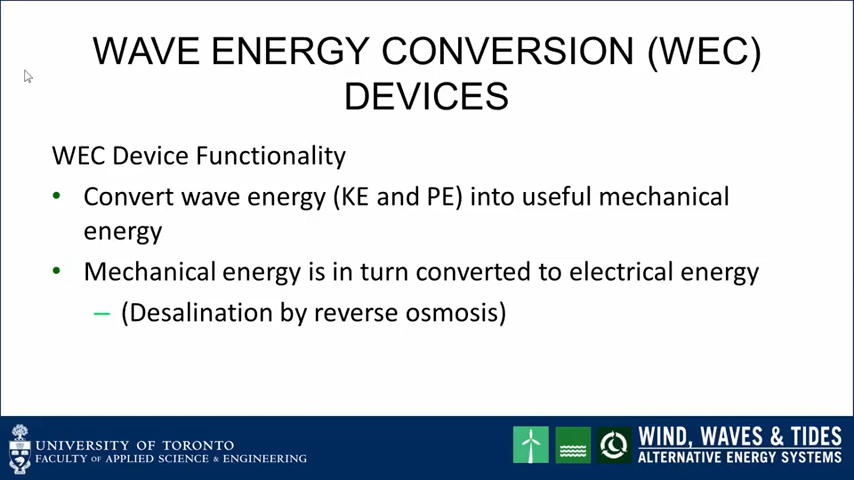 WAVE ENERGY CONVERSION (WEC)
DEVICES
WEC Device Functionality
• Convert wave energy (KE and PE) into useful mechanical
energy
• Mechanical energy is in turn converted to electrical energy
– (Desalination by reverse osmosis)
UNIVERSITY OF TORONTO
FACULTY OF APPLIED SCIENCE & ENGINEERING
WIND, WAVES & TIDES
ALTERNATIVE ENERGY SYSTEMS